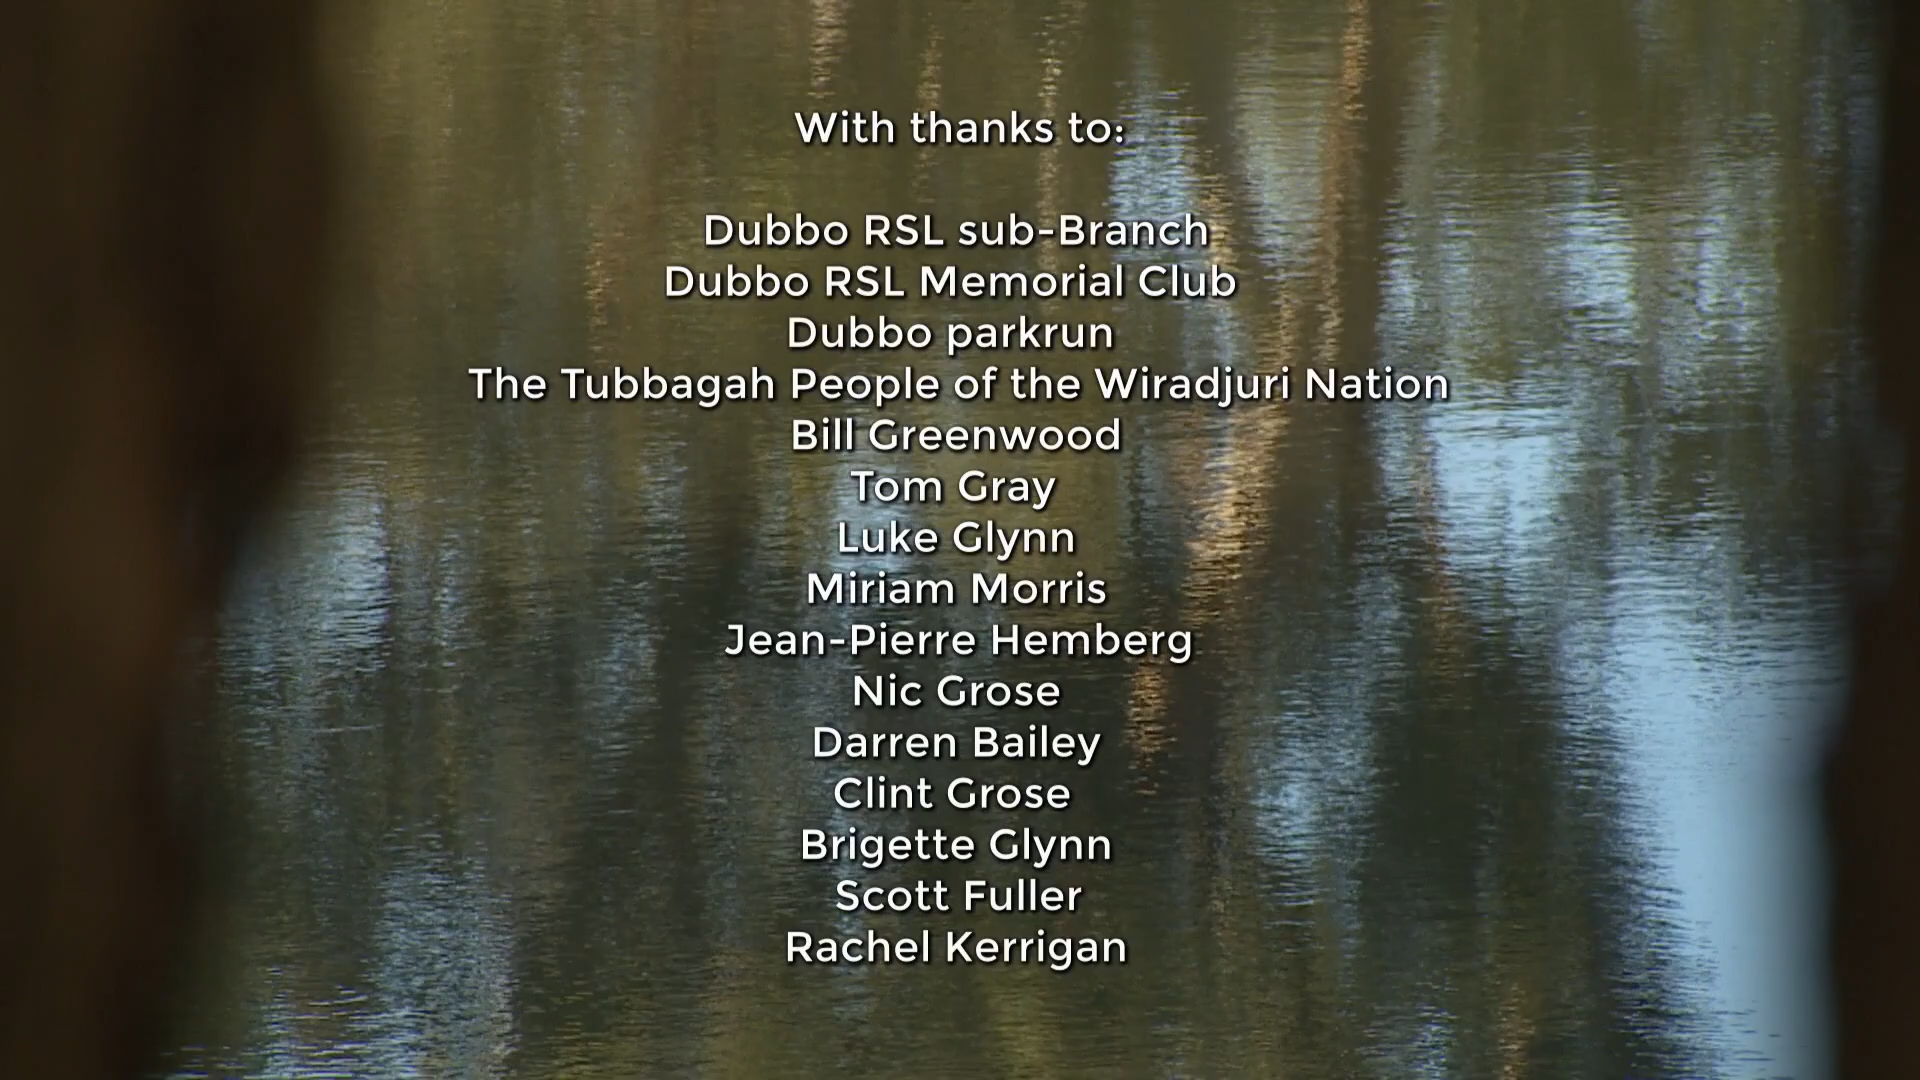 With thanks to:
Dubbo RSL sub-Branch
Dubbo RSL Memorial Club
Dubbo parkrun
The Tubbagah People of the Wiradjuri Nation
Bill Greenwood
Tom Gray
Luke Glynn
Miriam Morris
Jean-Pierre Hemberg
Nic Grose
Darren Bailey
Clint Grose
Brigette Glynn
Scott Fuller
Rachel Kerrigan